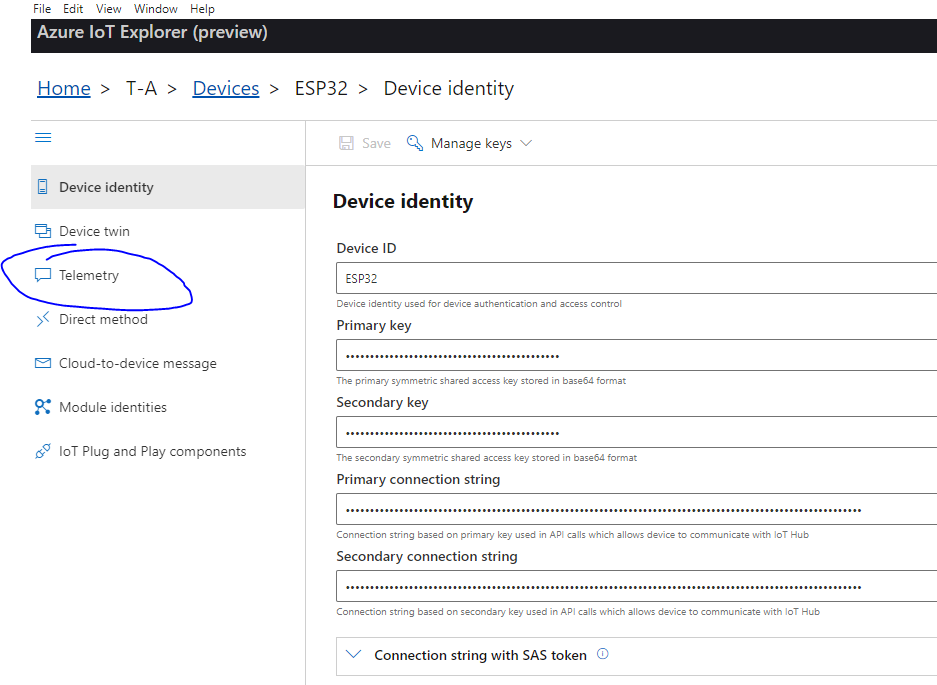 File Edit View Window Help
Azure IoT Explorer (preview)
Home > T-A > Devices > ESP32 > Device identity
Save Manage keys
Device identity
Device twin
Telemetry
Direct method
Cloud-to-device message
Module identities
IoT Plug and Play components
Device identity
Device ID
ESP32
Device identity used for device authentication and access control
Primary key
••••••••••••••••••••••••••••••••••••••••••••
The primary symmetric shared access key stored in base64 format
Secondary key
••••••••••••••••••••••••••••••••••••••••••••
The secondary symmetric shared access key stored in base64 format
Primary connection string
••••••••••••••••••••••••••••••••••••••••••••••••••••••••••••••••••••••••••••••••••••••••••••••••••••••••••
Connection string based on primary key used in API calls which allows device to communicate with IoT Hub
Secondary connection string
••••••••••••••••••••••••••••••••••••••••••••••••••••••••••••••••••••••••••••••••••••••••••••••••••••••••••
Connection string based on secondary key used in API calls which allows device to communicate with IoT Hub
Connection string with SAS token